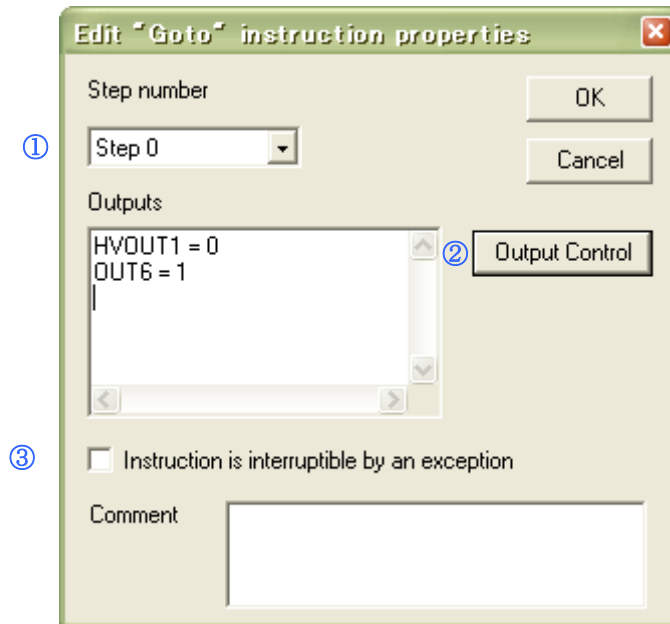 Edit "Goto" instruction properties
Step number
OK
① Step 0
Cancel
Outputs
HVOUT1 = 0
OUT6 = 1
② Output Control
③ Instruction is interruptible by an exception
Comment